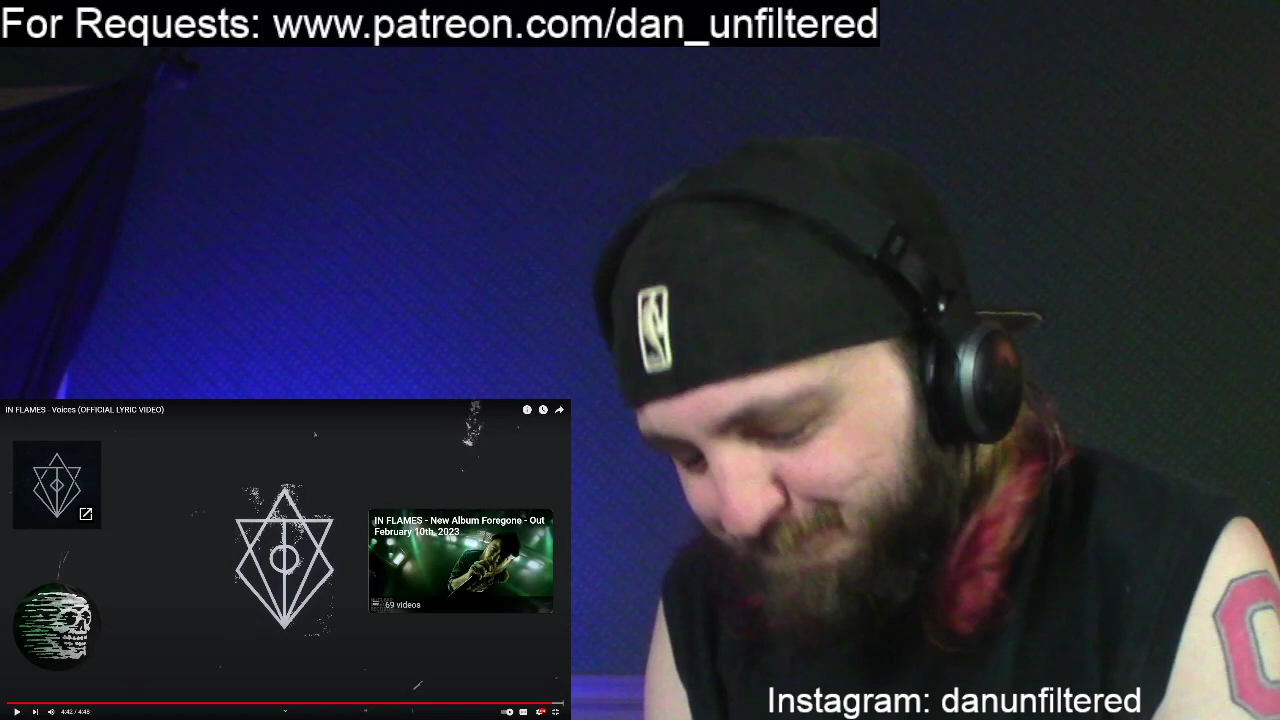 For Requests: www.patreon.com/dan_unfiltered
IN FLAMES Voices (OFFICIAL LYRIC VIDEO)
IN FLAMES - New Album Foregone - Out
February 10th, 2023
69 videos
4:42 / 4:48
Instagram: danunfiltered